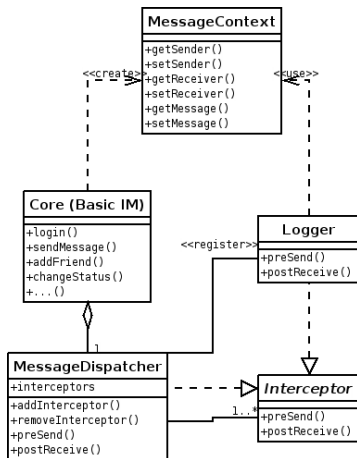 MessageContext
+getSender()
+setSender()
+getReceiver()
+setReceiver()
+getMessage()
+setMessage()
<<create>>
<<use>>
Core (Basic IM)
+login()
+sendMessage()
+addFriend()
+changeStatus()
+...()
Logger
+preSend()
+postReceive()
<<register>>
1
MessageDispatcher
+interceptors
+addInterceptor()
+removeInterceptor()
+preSend()
+postReceive()
1..*
Interceptor
+preSend()
+postReceive()